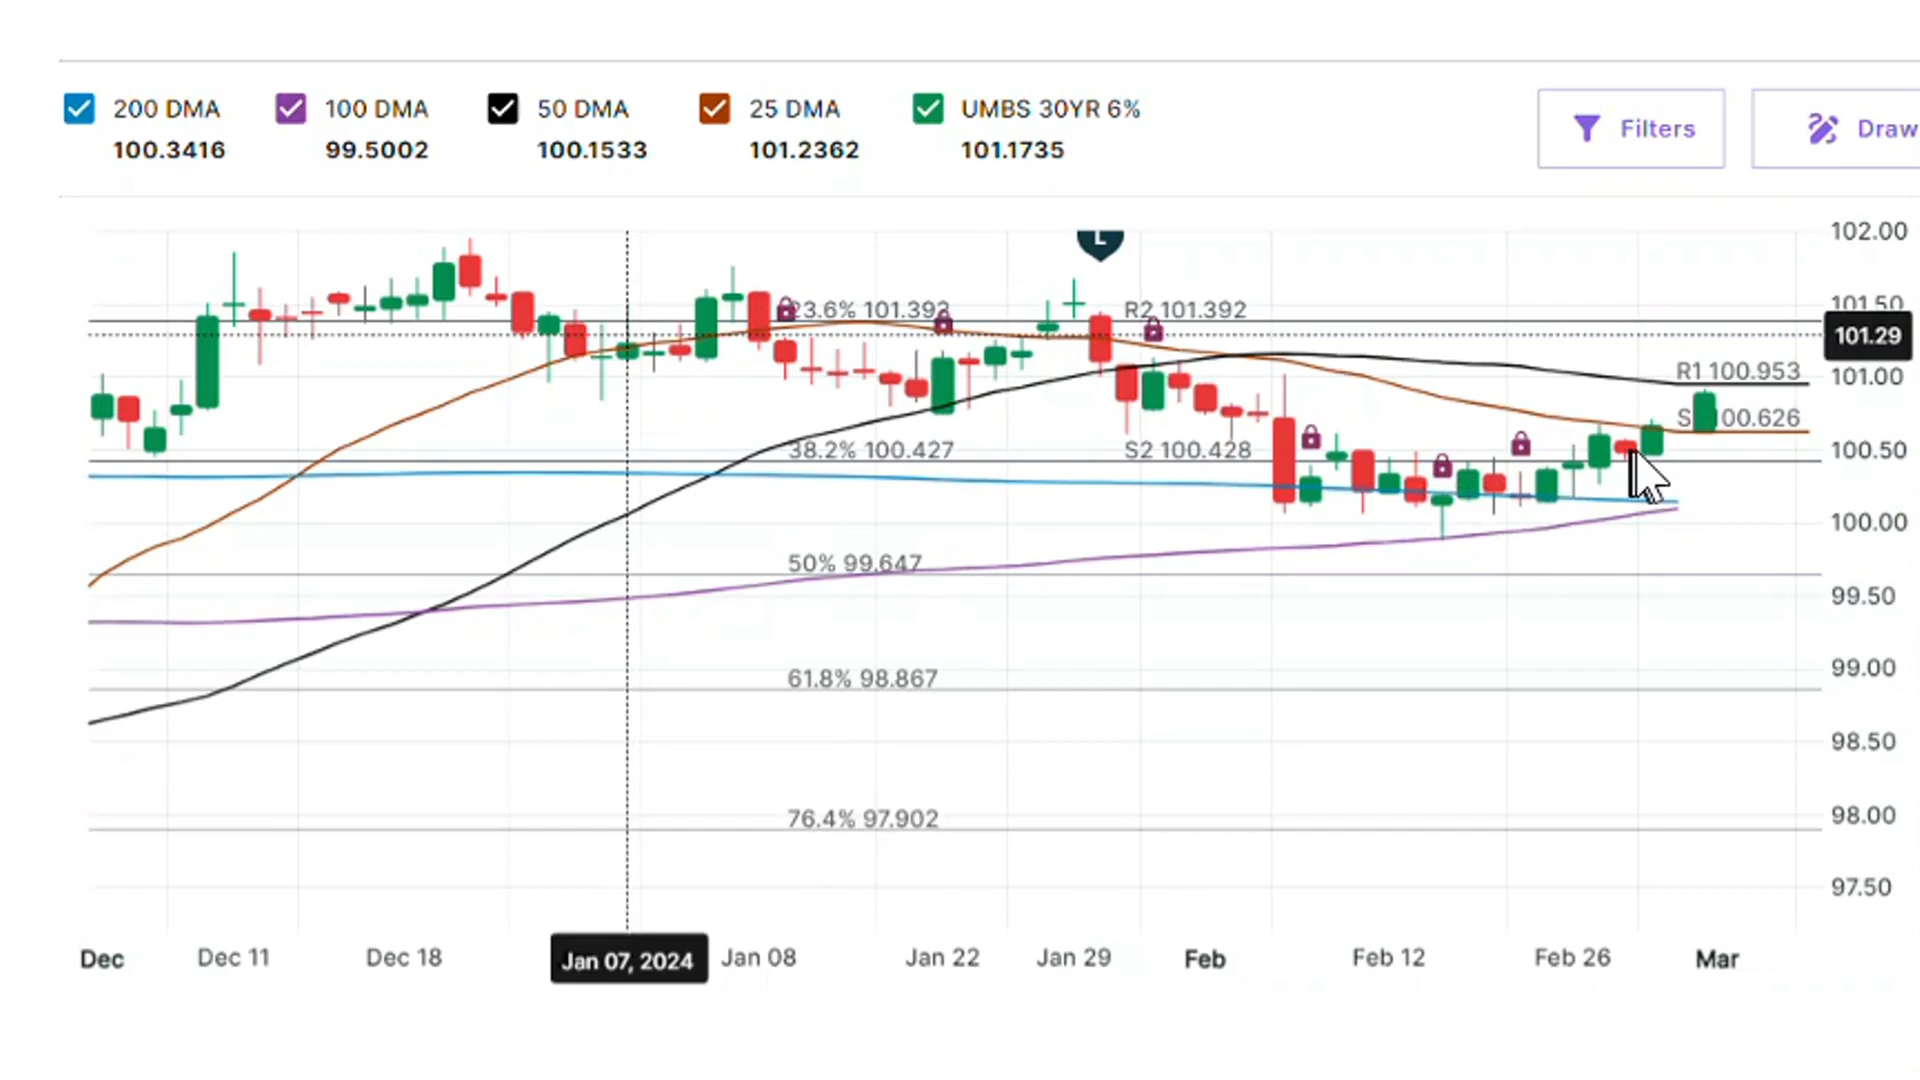 200 DMA 100 DMA 50 DMA 25 DMA UMBS 30YR 6%
100.3416 99.5002 100.1533 101.2362 101.1735
Filters Draw
102.00
L
23.6% 101.392 R2 101.392 101.50
101.29
R1 100.953 101.00
100.626
38.2% 100.427 S2 100.428 100.50
100.00
50% 99.647
99.50
99.00
61.8% 98.867
98.50
76.4% 97.902 98.00
97.50
Dec Dec 11 Dec 18 Jan 07, 2024 Jan 08 Jan 22 Jan 29 Feb Feb 12 Feb 26 Mar